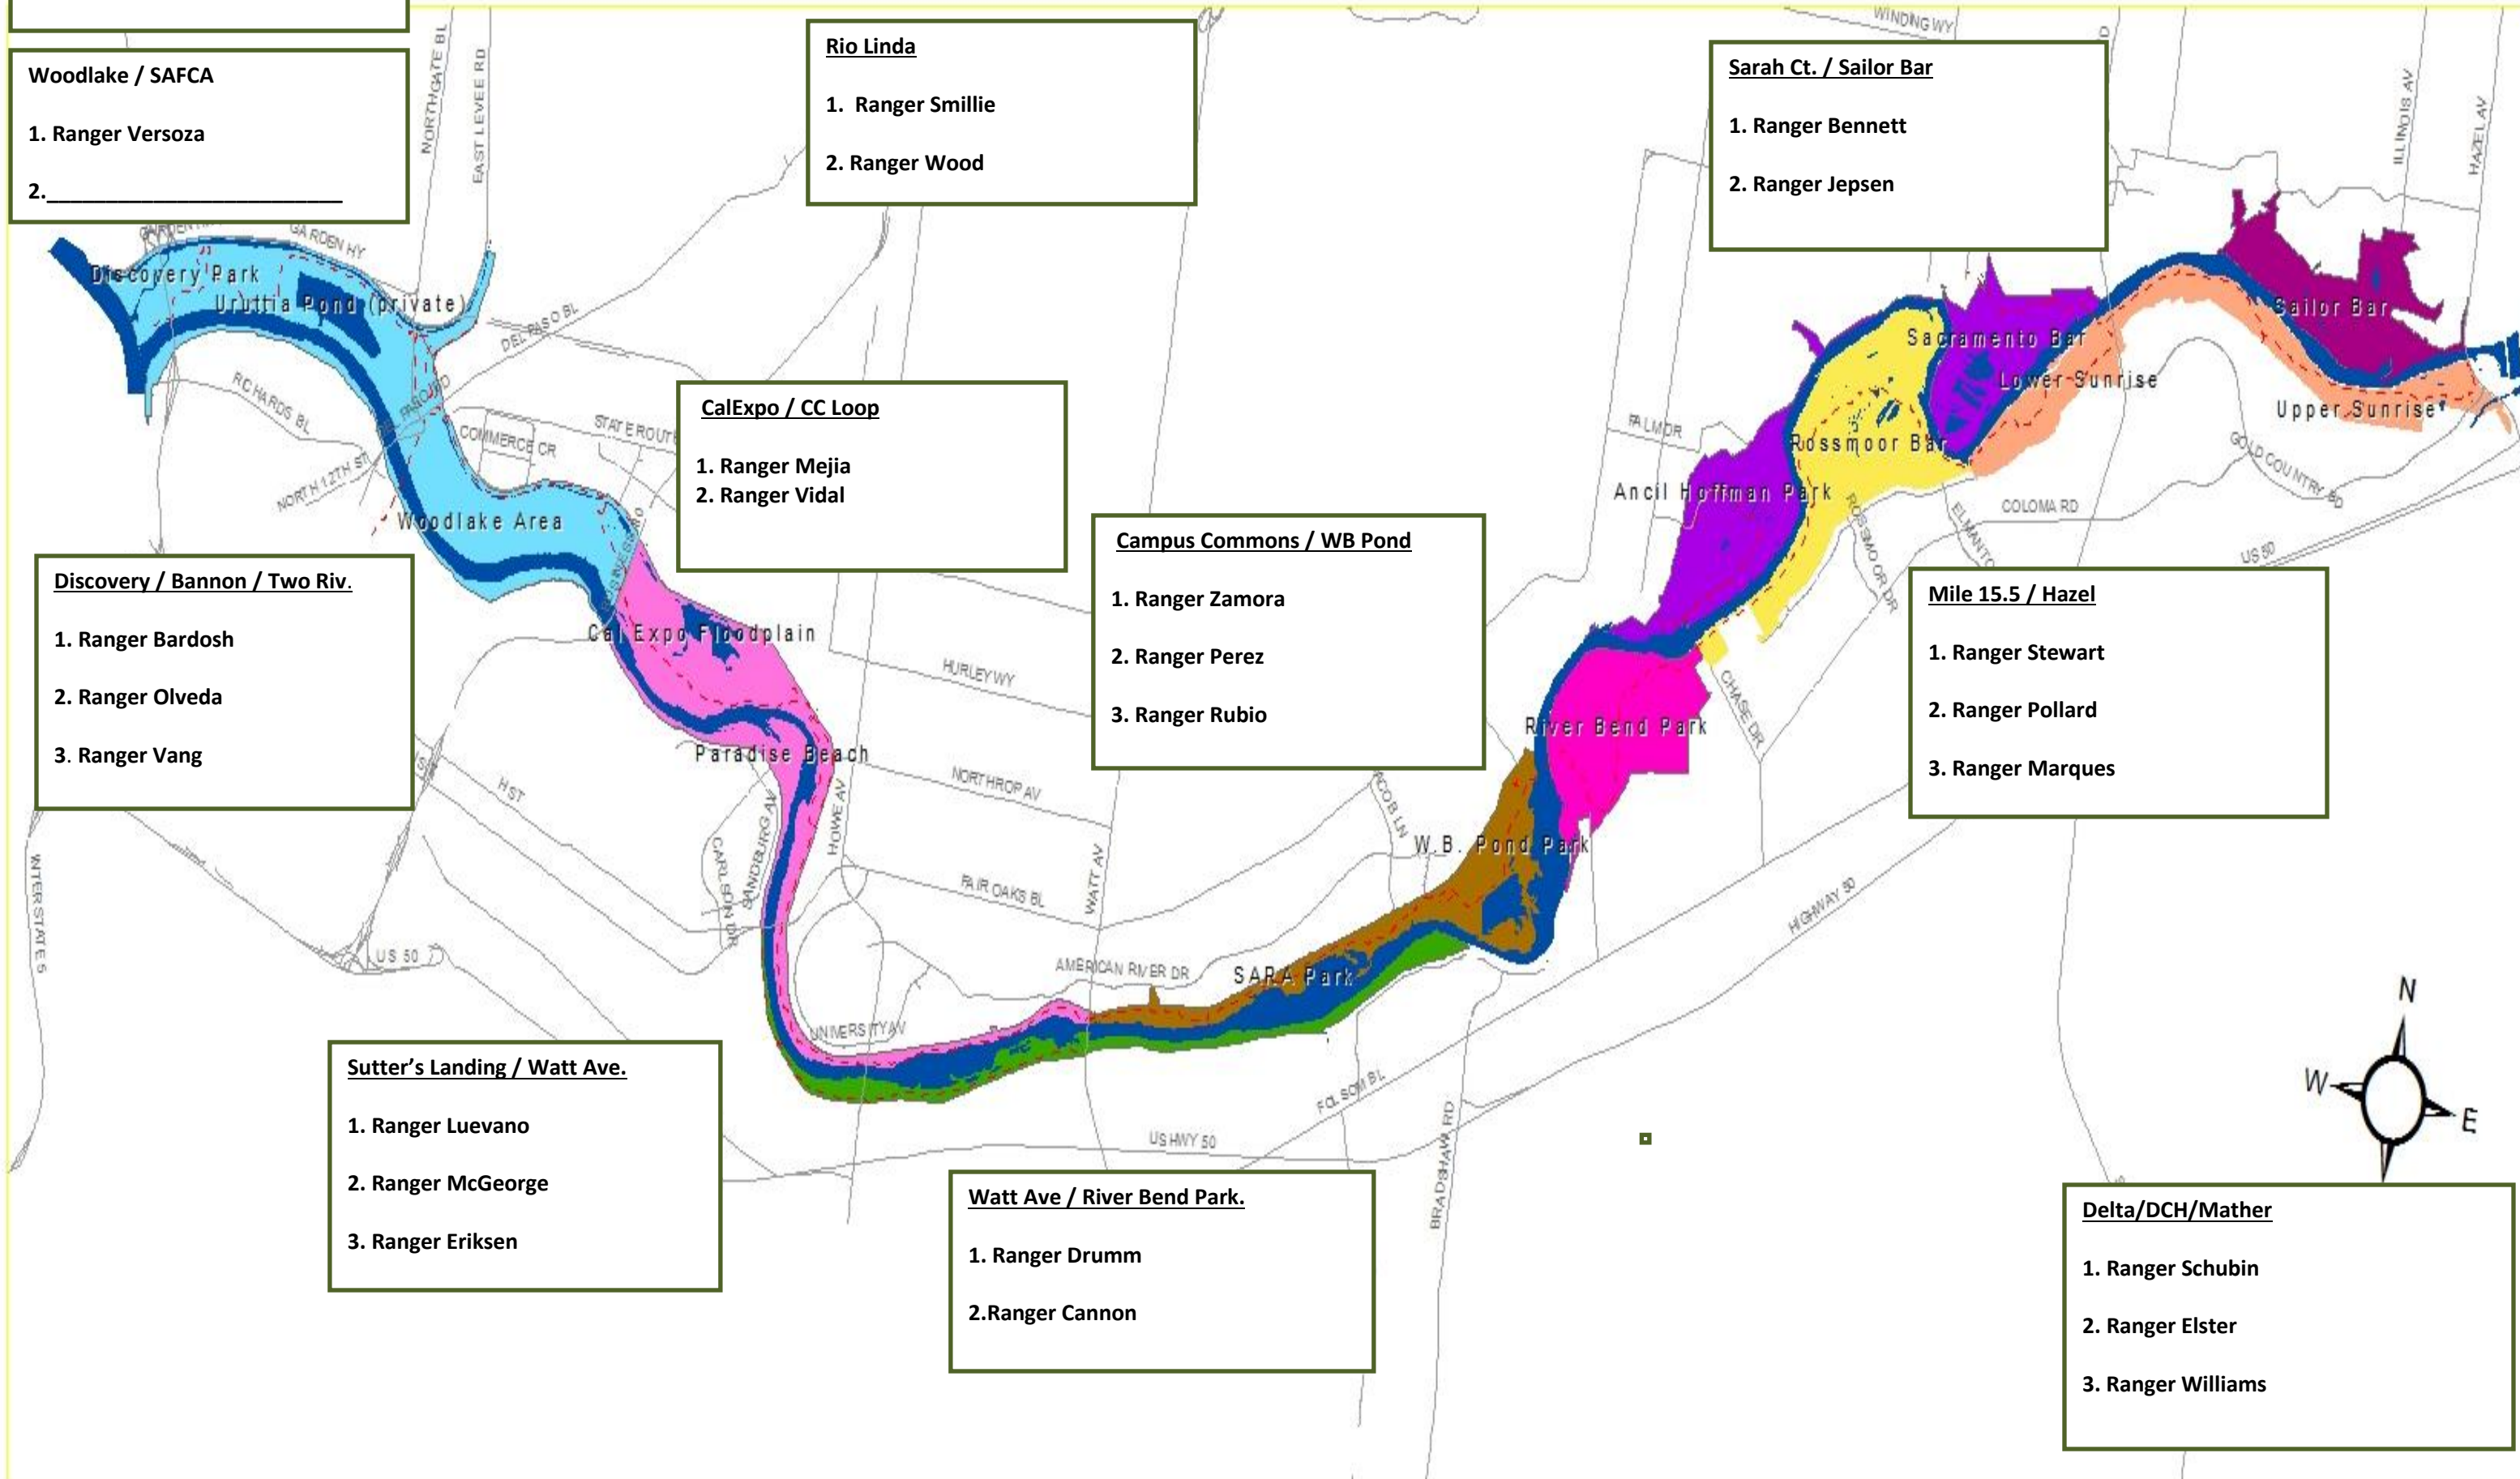 Woodlake / SAFCA
1. Ranger Versoza
2.__________________________
Rio Linda
1. Ranger Smillie
2. Ranger Wood
Sarah Ct. / Sailor Bar
1. Ranger Bennett
2. Ranger Jepsen
CalExpo / CC Loop
1. Ranger Mejia
2. Ranger Vidal
Campus Commons / WB Pond
1. Ranger Zamora
2. Ranger Perez
3. Ranger Rubio
Discovery / Bannon / Two Riv.
1. Ranger Bardosh
2. Ranger Olveda
3. Ranger Vang
Mile 15.5 / Hazel
1. Ranger Stewart
2. Ranger Pollard
3. Ranger Marques
Sutter’s Landing / Watt Ave.
1. Ranger Luevano
2. Ranger McGeorge
3. Ranger Eriksen
Watt Ave / River Bend Park.
1. Ranger Drumm
2.Ranger Cannon
Delta/DCH/Mather
1. Ranger Schubin
2. Ranger Elster
3. Ranger Williams
NORTHGATE BL
EAST LEVEE RD
WINDING WY
ILLINOIS AV
HAZEL AV
GARDEN HY
Discovery Park
Uruttia Pond (private)
DEL PASO BL
Sailor Bar
Sacramento Bar
Lower Sunrise
Upper Sunrise
RICHARDS BL
COMMERCE CR
STATE ROUTE
PALM DR
Rossmoor Bar
GOLD COUNTRY BD
NORTH 12TH ST
Ancil Hoffman Park
COLOMA RD
Woodlake Area
ROSSMOOR DR
US 50
Cal Expo Floodplain
HURLEY WY
CHASE DR
River Bend Park
Paradise Beach
H ST
NORTHROP AV
HOWE AV
CARLSON DR
SANDBURG AV
W.B. Pond Park
WATT AV
FAIR OAKS BL
INTERSTATE 5
HIGHWAY 50
US 50
AMERICAN RIVER DR
SARA Park
UNIVERSITY AV
FOLSOM BL
US HWY 50
BRADSHAW RD
N
W
E